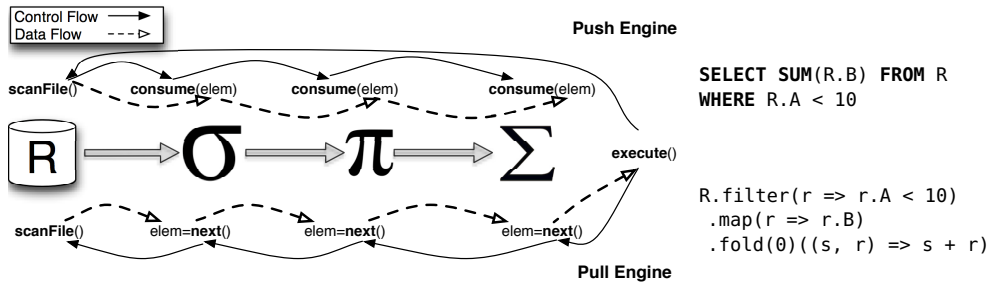 Control Flow
Data Flow
Push Engine
scanFile()
consume(elem)
consume(elem)
consume(elem)
R
σ
π
Σ
execute()
scanFile()
elem=next()
elem=next()
elem=next()
Pull Engine
SELECT SUM(R.B) FROM R
WHERE R.A < 10
R.filter(r => r.A < 10)
.map(r => r.B)
.fold(0)((s, r) => s + r)